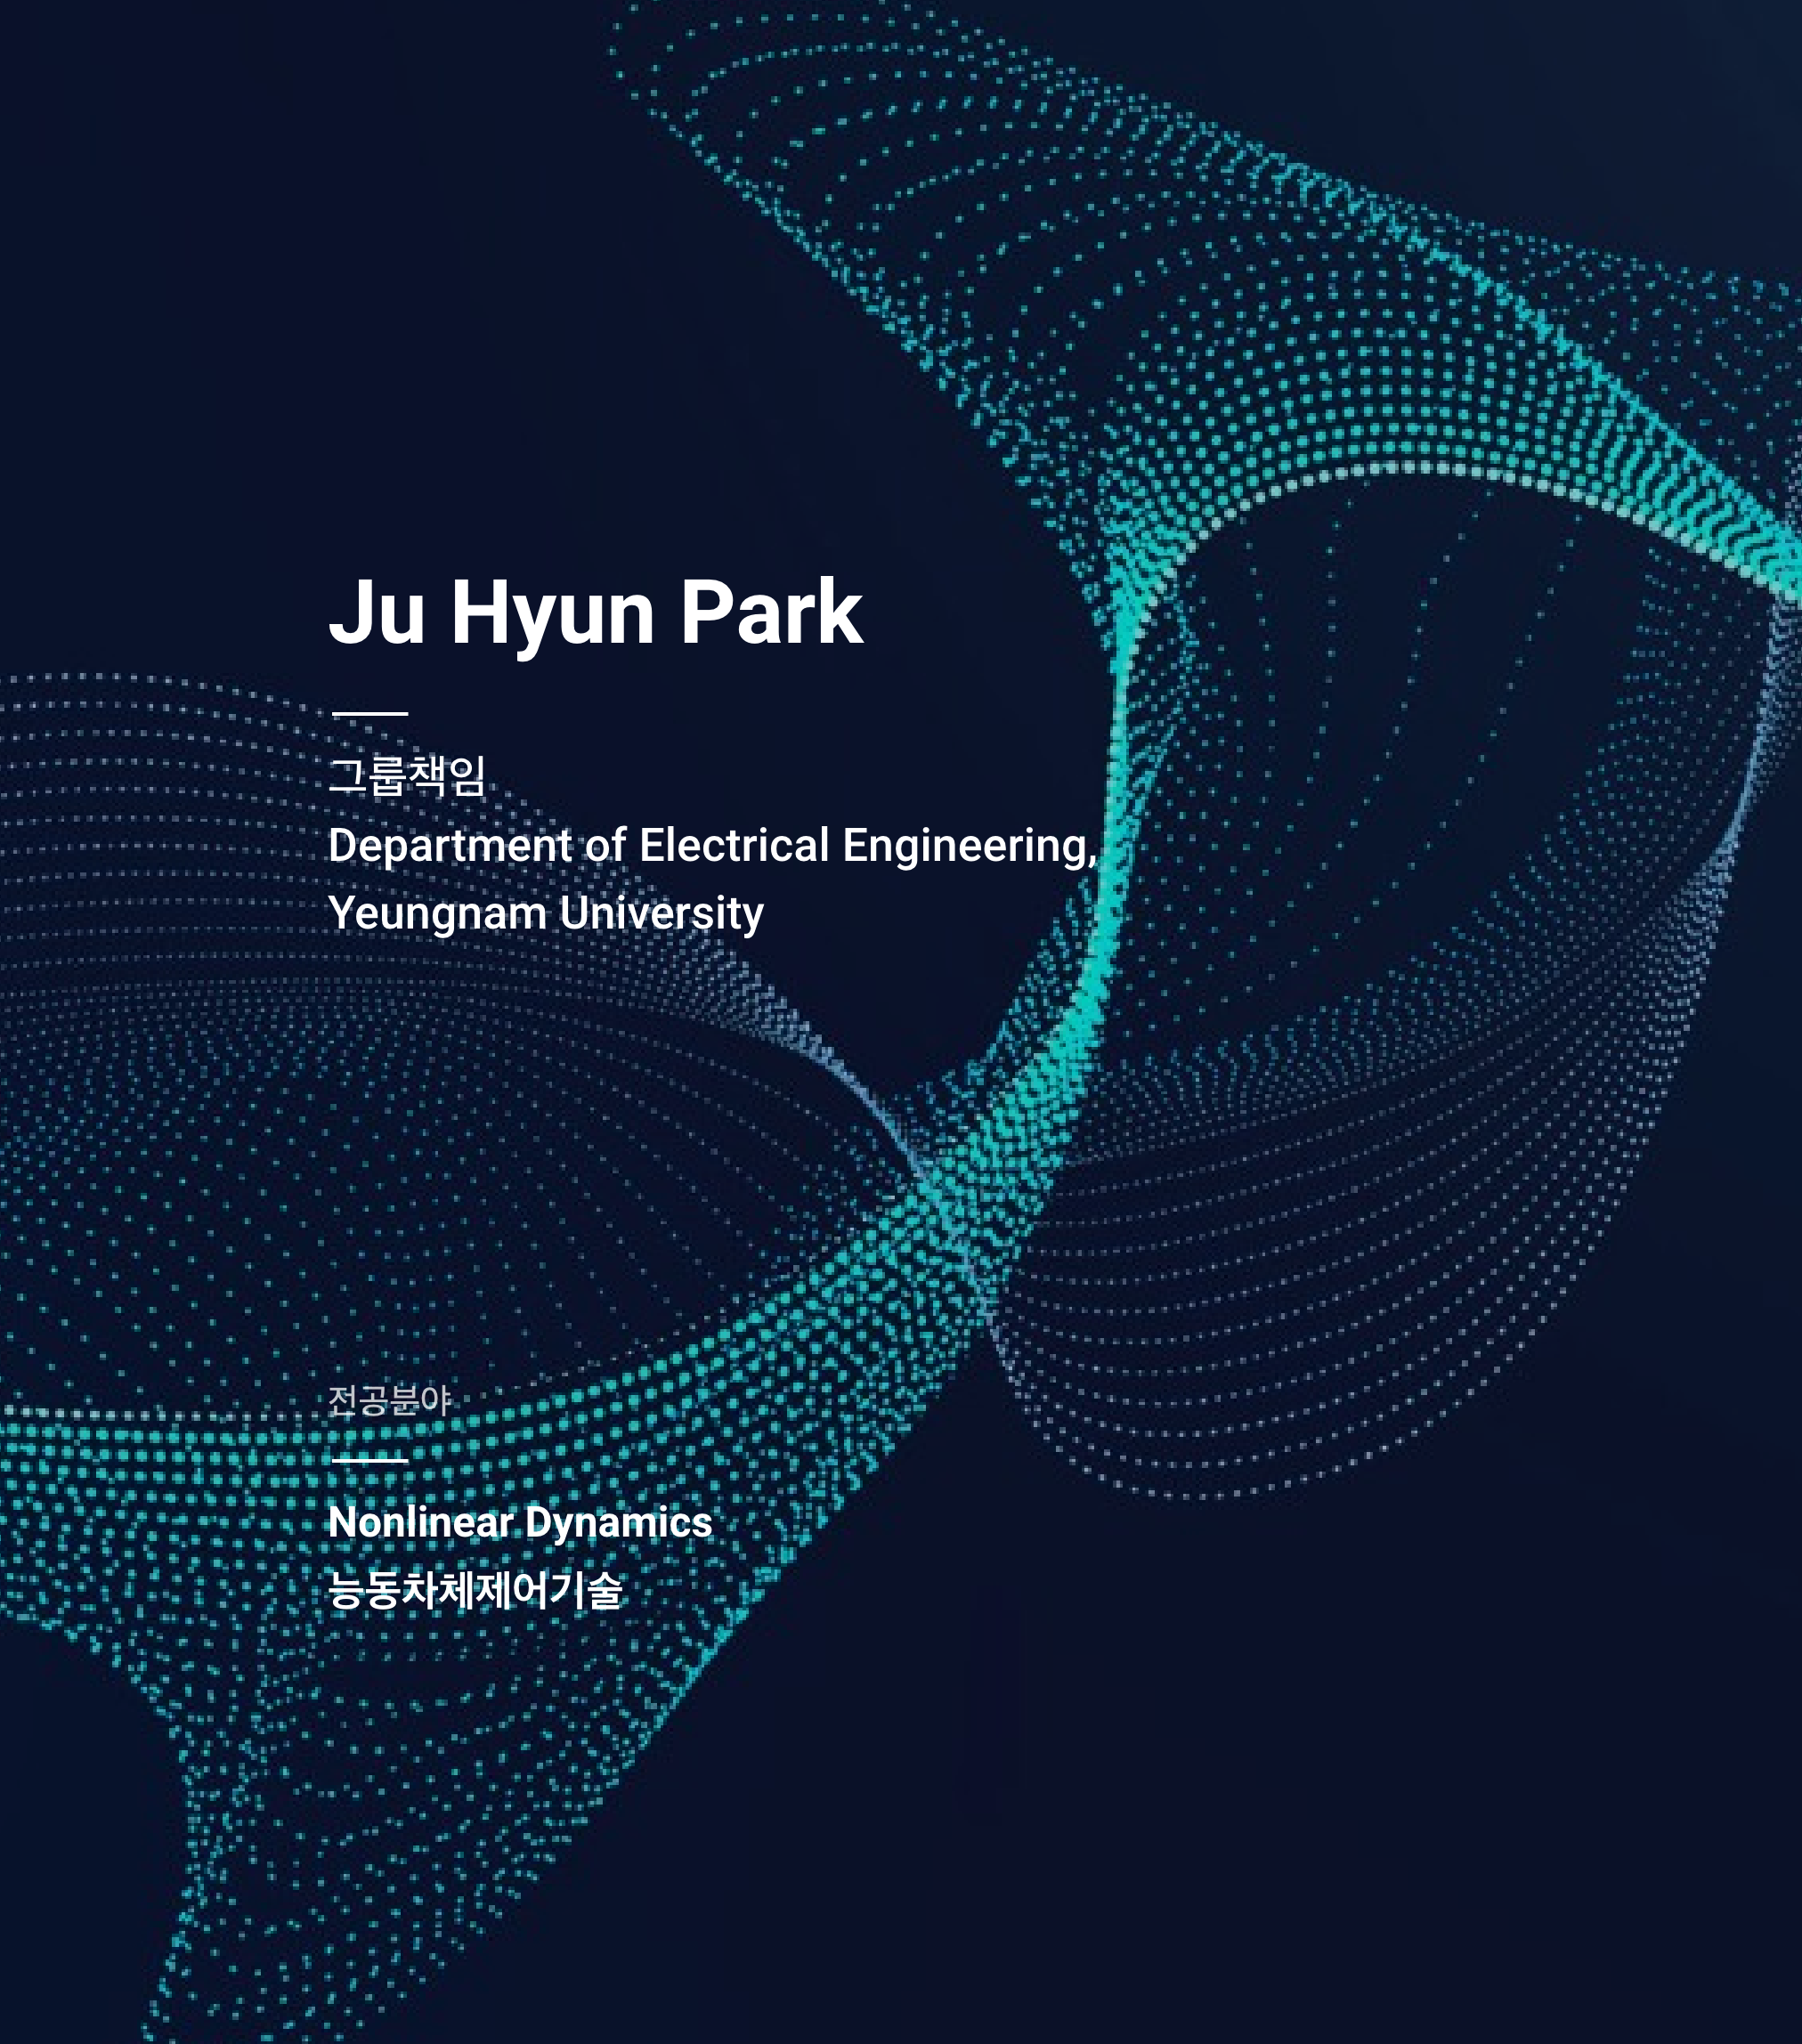 Ju Hyun Park
그룹책임
Department of Electrical Engineering,
Yeungnam University
전공분야
Nonlinear Dynamics
능동차체제어기술